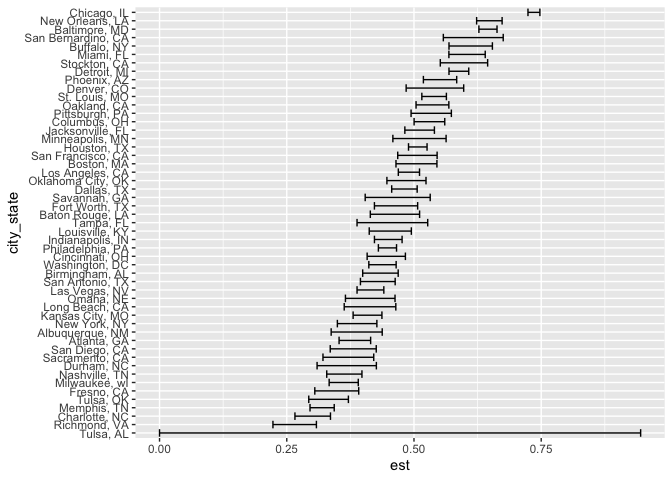 Chicago, IL
New Orleans, LA
Baltimore, MD
San Bernardino, CA
Buffalo, NY
Miami, FL
Stockton, CA
Detroit, MI
Phoenix, AZ
Denver, CO
St. Louis, MO
Oakland, CA
Pittsburgh, PA
Columbus, OH
Jacksonville, FL
Minneapolis, MN
Houston, TX
San Francisco, CA
Boston, MA
Los Angeles, CA
Oklahoma City, OK
Dallas, TX
Savannah, GA
Fort Worth, TX
Baton Rouge, LA
Tampa, FL
Louisville, KY
Indianapolis, IN
Philadelphia, PA
Cincinnati, OH
Washington, DC
Birmingham, AL
San Antonio, TX
Las Vegas, NV
Omaha, NE
Long Beach, CA
Kansas City, MO
New York, NY
Albuquerque, NM
Atlanta, GA
San Diego, CA
Sacramento, CA
Durham, NC
Nashville, TN
Milwaukee, wI
Fresno, CA
Tulsa, OK
Memphis, TN
Charlotte, NC
Richmond, VA
Tulsa, AL
city_state
0.00 0.25 0.50 0.75
est